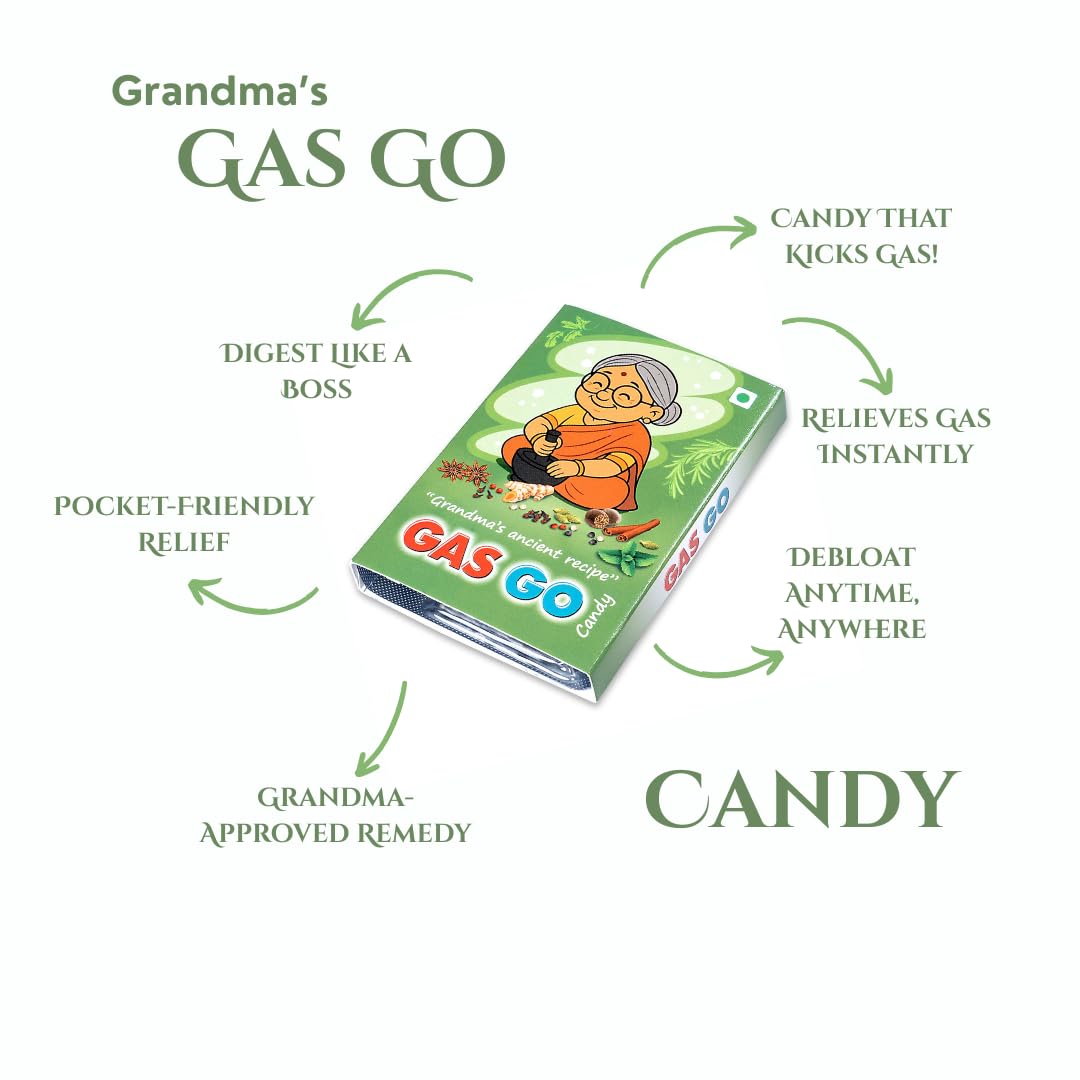 Grandma's
GAS GO
CANDY THAT
KICKS GAS!
DIGEST LIKE A
BOSS
RELIEVES GAS
INSTANTLY
POCKET-FRIENDLY
RELIEF
"Grandma's ancient recipe"
GAS GO
Candy
GAS GO
DEBLOAT
ANYTIME,
ANYWHERE
GRANDMA-
APPROVED REMEDY
CANDY